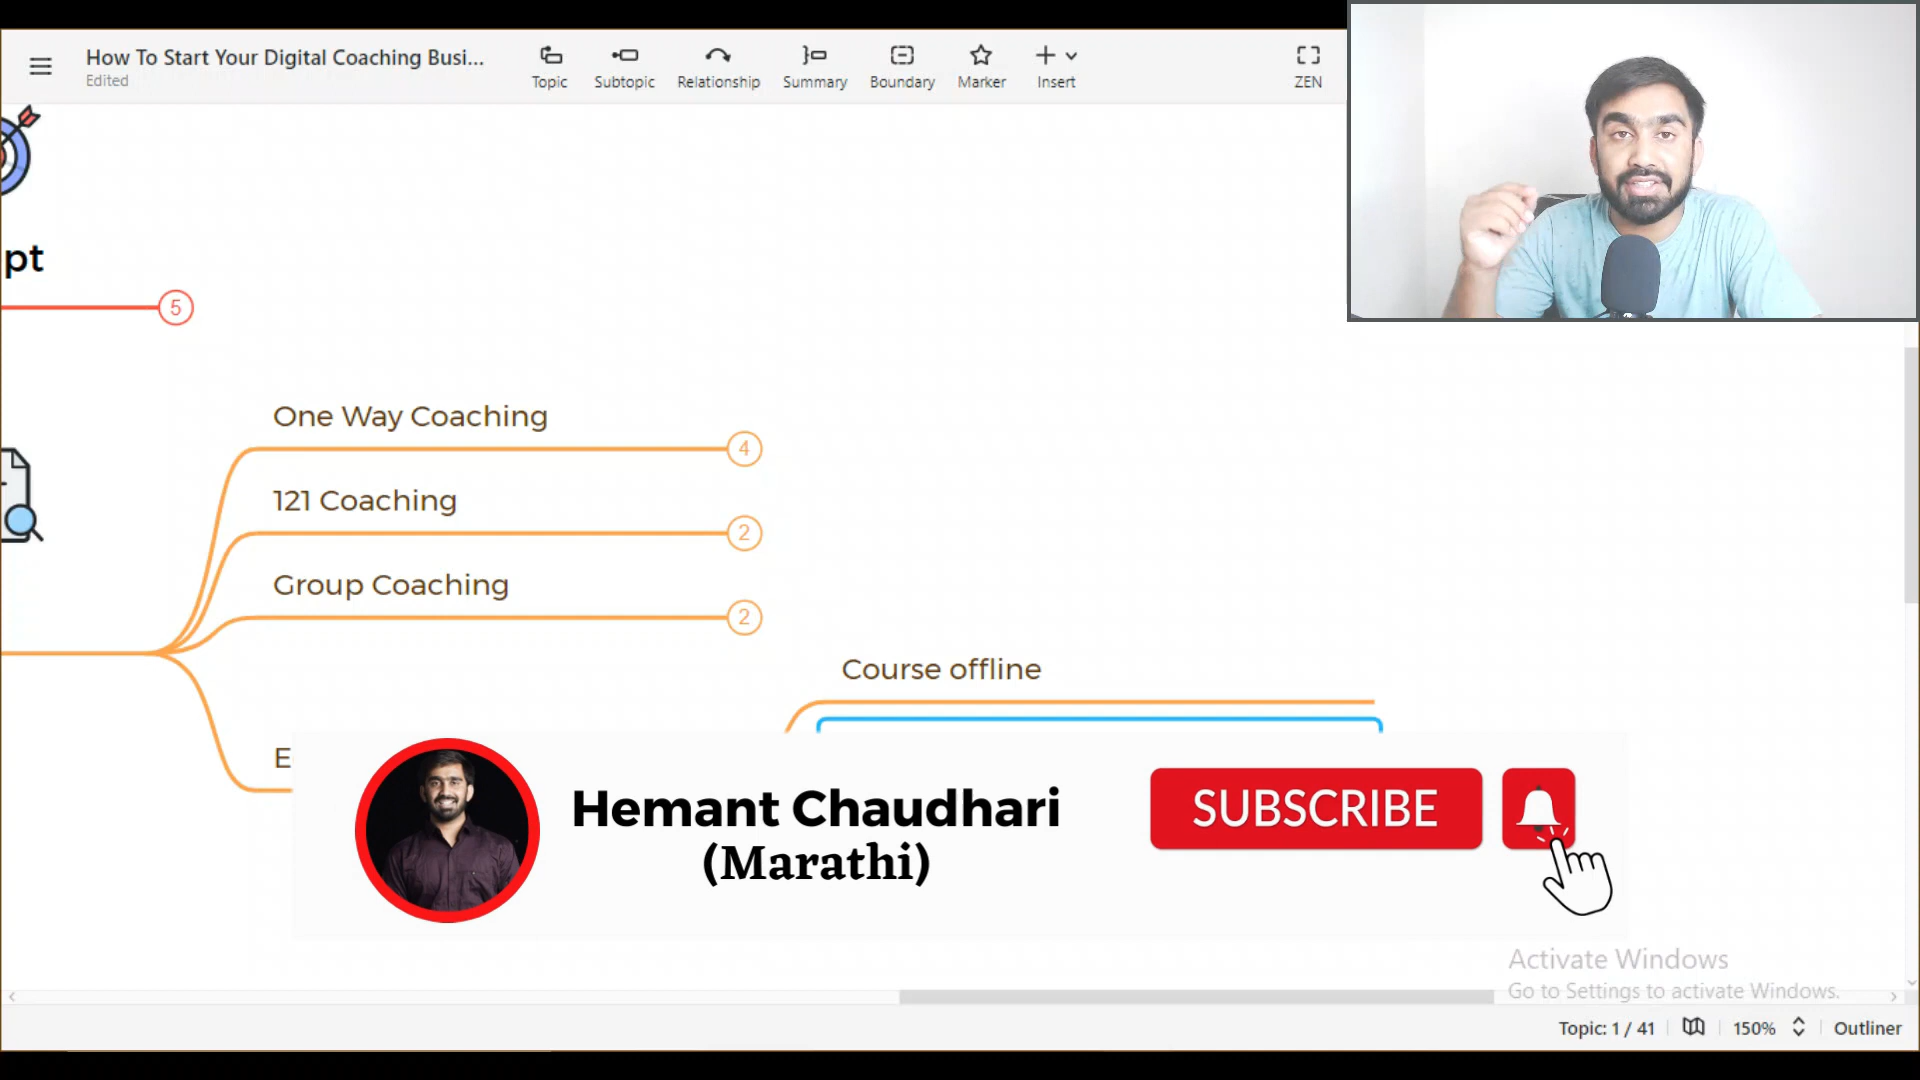 How To Start Your Digital Coaching Busi...
Edited
Topic
Subtopic
Relationship
Summary
Boundary
Marker
Insert
ZEN
pt
5
One Way Coaching
4
121 Coaching
2
Group Coaching
2
Course offline
E
Hemant Chaudhari
(Marathi)
SUBSCRIBE
Activate Windows
Go to Settings to activate Windows.
Topic: 1 / 41
150%
Outliner